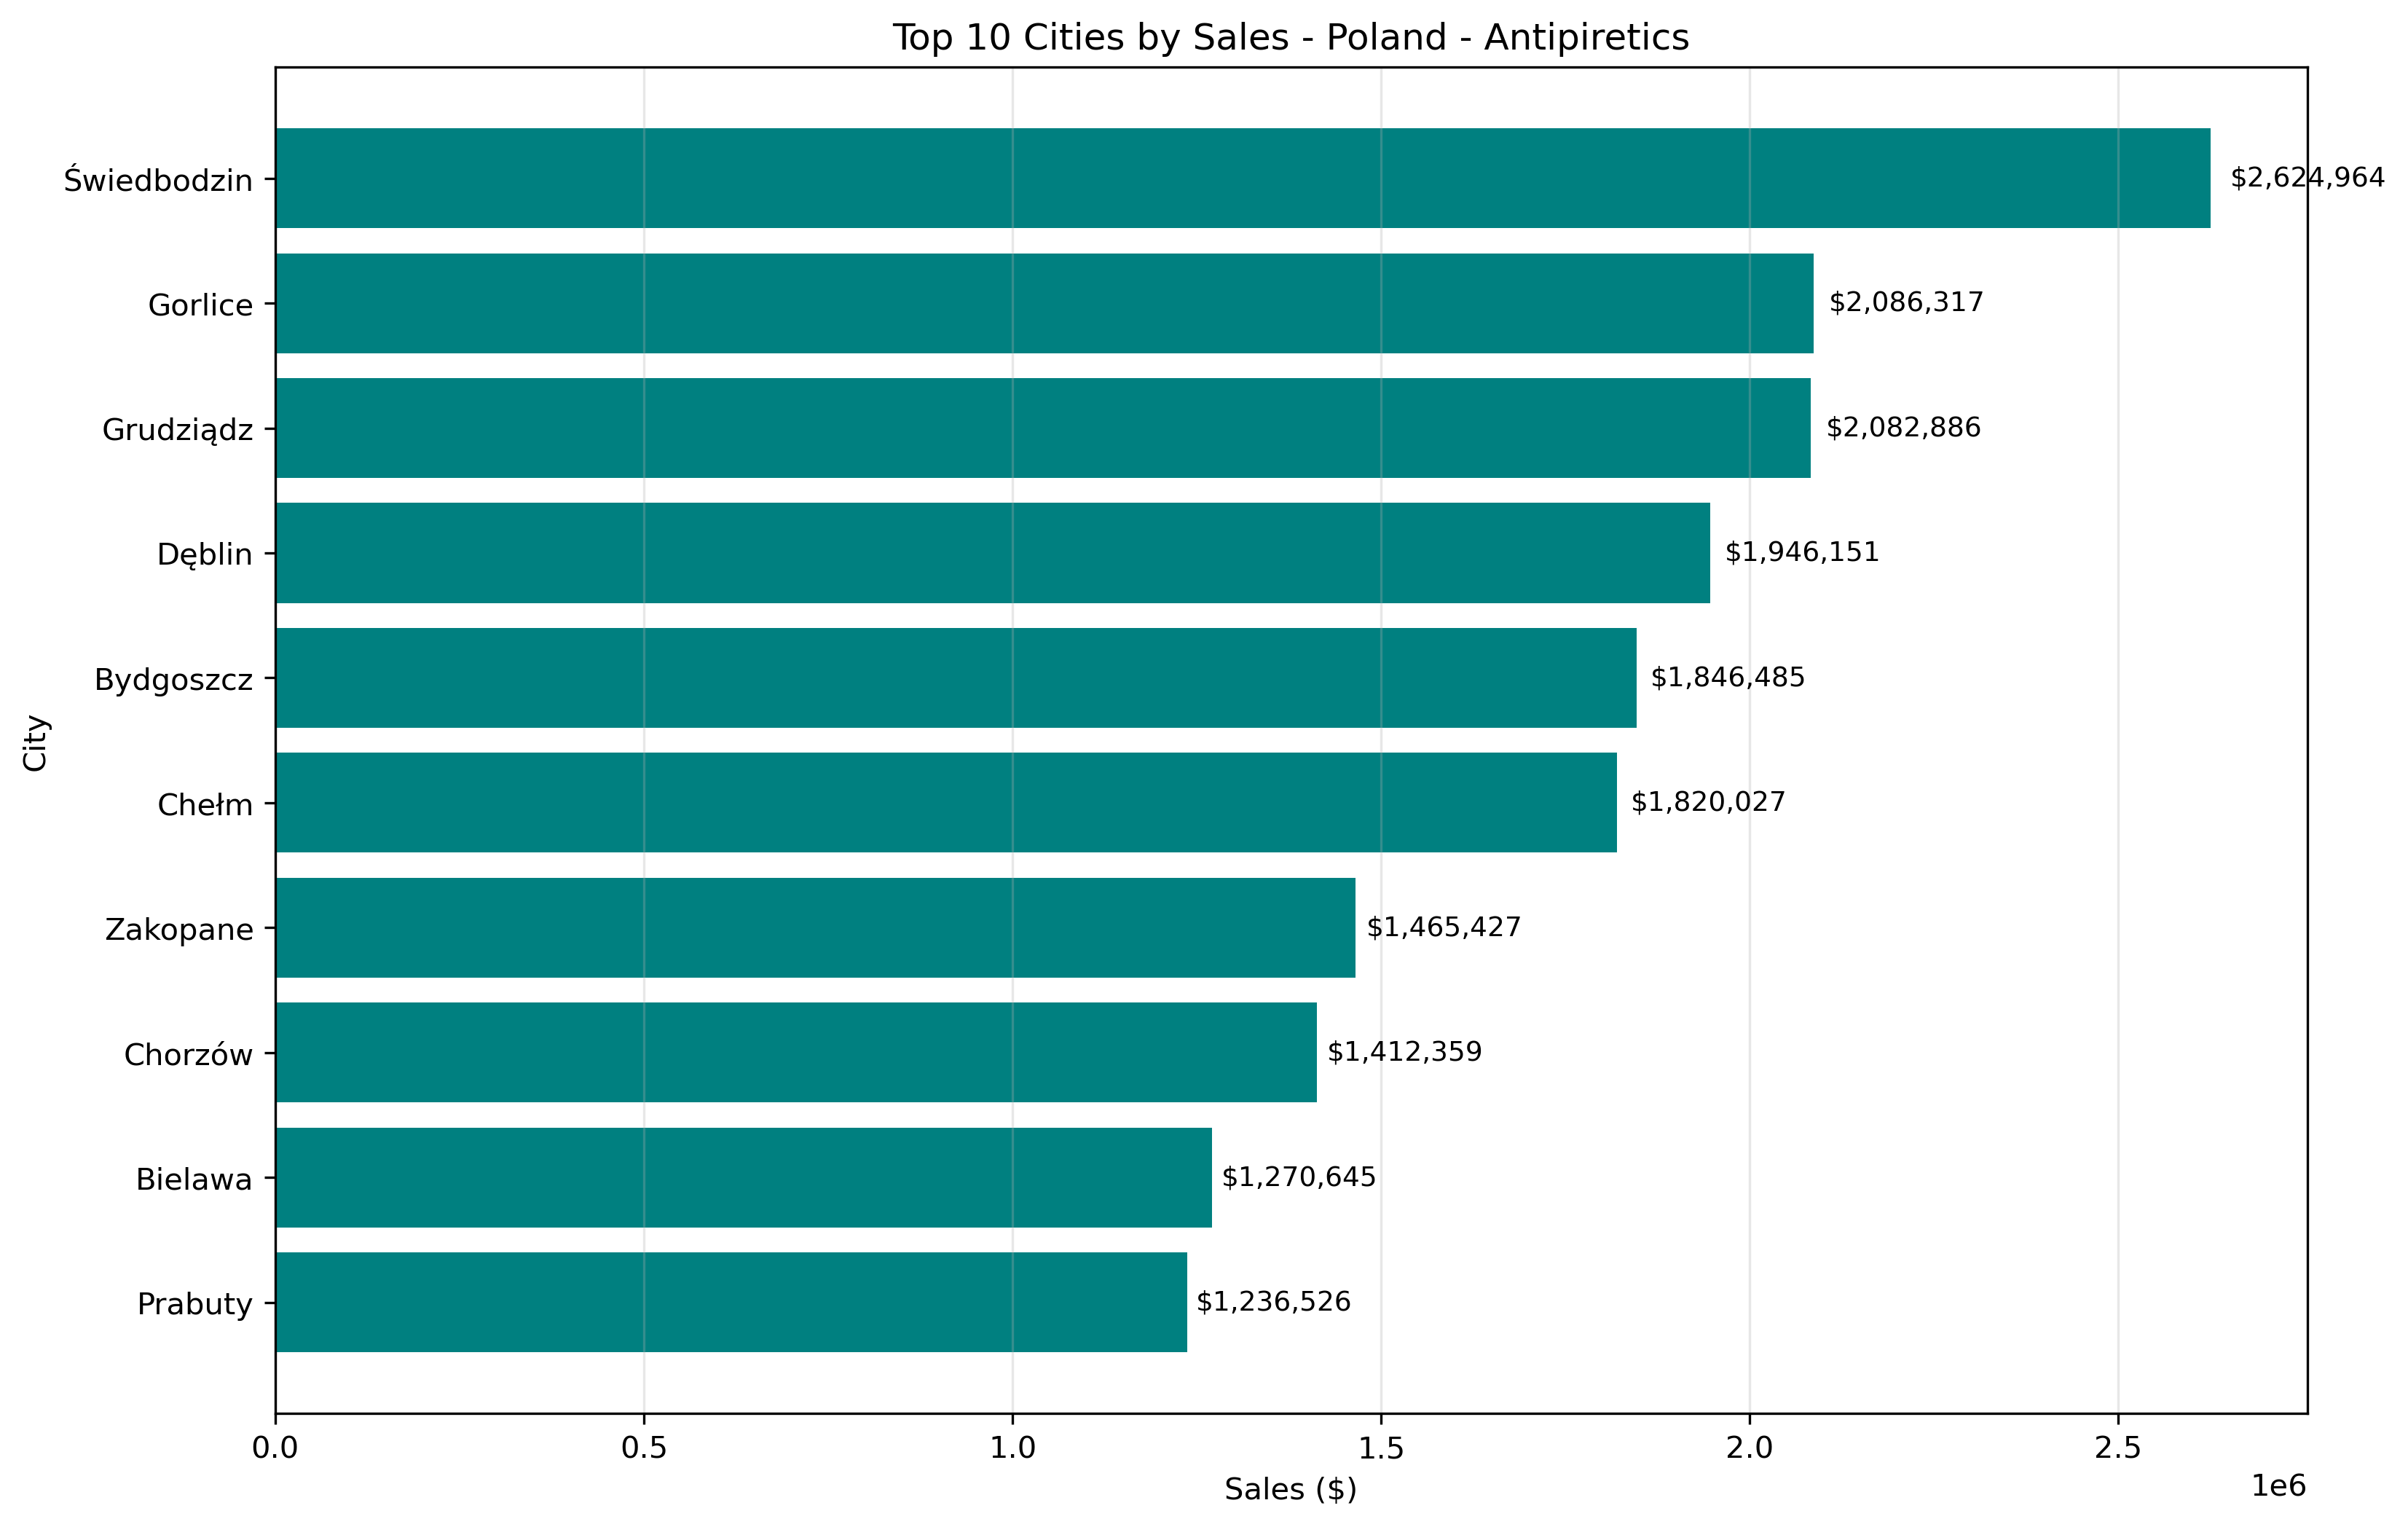 Top 10 Cities by Sales - Poland - Antipiretics
Świedbodzin
$2,624,964
Gorlice
$2,086,317
Grudziądz
$2,082,886
Dęblin
$1,946,151
Bydgoszcz
$1,846,485
Chełm
$1,820,027
Zakopane
$1,465,427
Chorzów
$1,412,359
Bielawa
$1,270,645
Prabuty
$1,236,526
City
0.0 0.5 1.0 1.5 2.0 2.5
1e6
Sales ($)